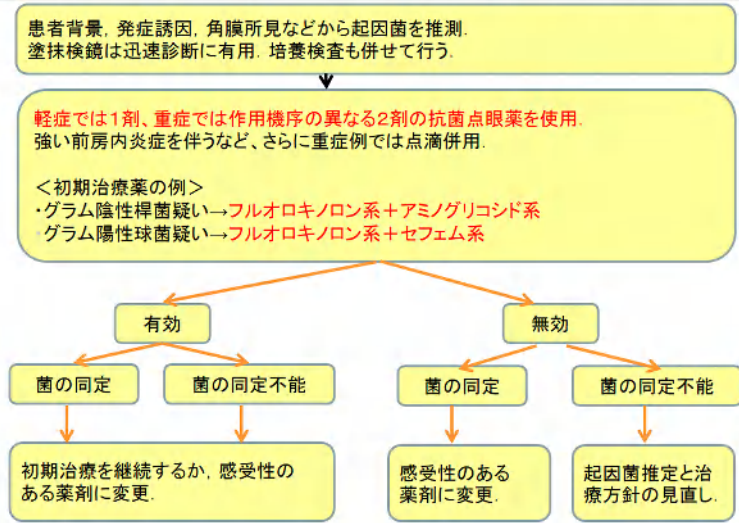 患者背景, 発症誘因, 角膜所見などから起因菌を推測.
塗抹検鏡は迅速診断に有用. 培養検査も併せて行う.
軽症では1剤、重症では作用機序の異なる2剤の抗菌点眼薬を使用.
強い前房内炎症を伴うなど、さらに重症例では点滴併用.
＜初期治療薬の例＞
・グラム陰性桿菌疑い→フルオロキノロン系＋アミノグリコシド系
・グラム陽性球菌疑い→フルオロキノロン系＋セフェム系
有効
無効
菌の同定
菌の同定不能
菌の同定
菌の同定不能
初期治療を継続するか, 感受性の
ある薬剤に変更.
感受性のある
薬剤に変更.
起因菌推定と治
療方針の見直し.